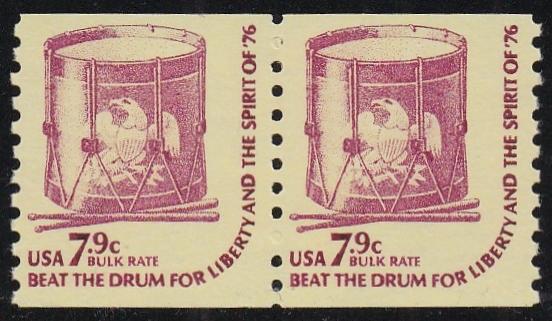 USA 7.9c
BULK RATE
BEAT THE DRUM FOR LIBERTY AND THE SPIRIT OF '76
USA 7.9c
BULK RATE
BEAT THE DRUM FOR LIBERTY AND THE SPIRIT OF '76